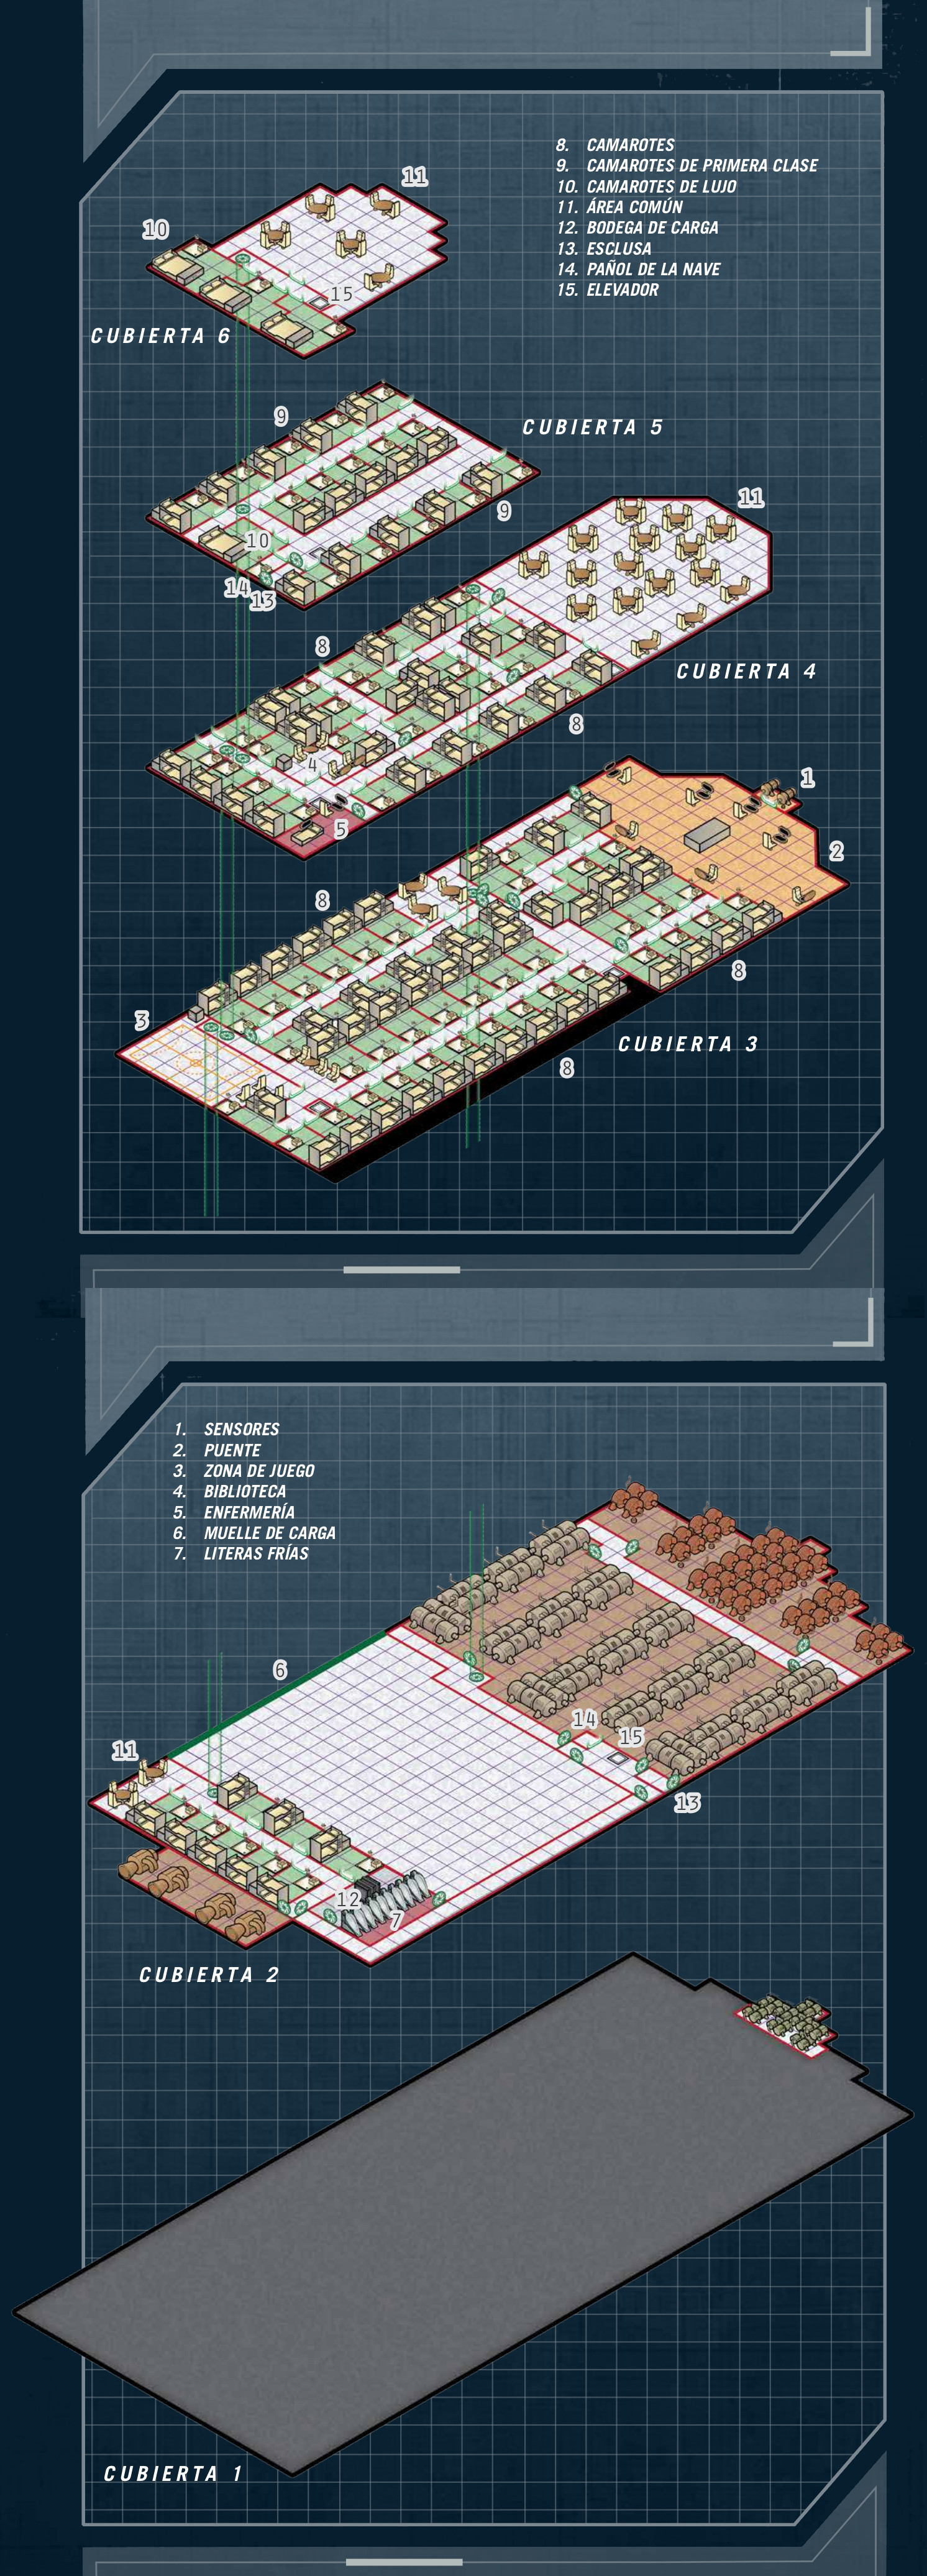 11
8. CAMAROTES
9. CAMAROTES DE PRIMERA CLASE
10. CAMAROTES DE LUJO
11. ÁREA COMÚN
12. BODEGA DE CARGA
13. ESCLUSA
14. PAÑOL DE LA NAVE
15. ELEVADOR
10
15
CUBIERTA 6
9
CUBIERTA 5
9
11
10
14
13
8
CUBIERTA 4
8
4
1
5
2
8
8
3
CUBIERTA 3
8
1. SENSORES
2. PUENTE
3. ZONA DE JUEGO
4. BIBLIOTECA
5. ENFERMERÍA
6. MUELLE DE CARGA
7. LITERAS FRÍAS
6
14
15
11
13
12
7
CUBIERTA 2
CUBIERTA 1